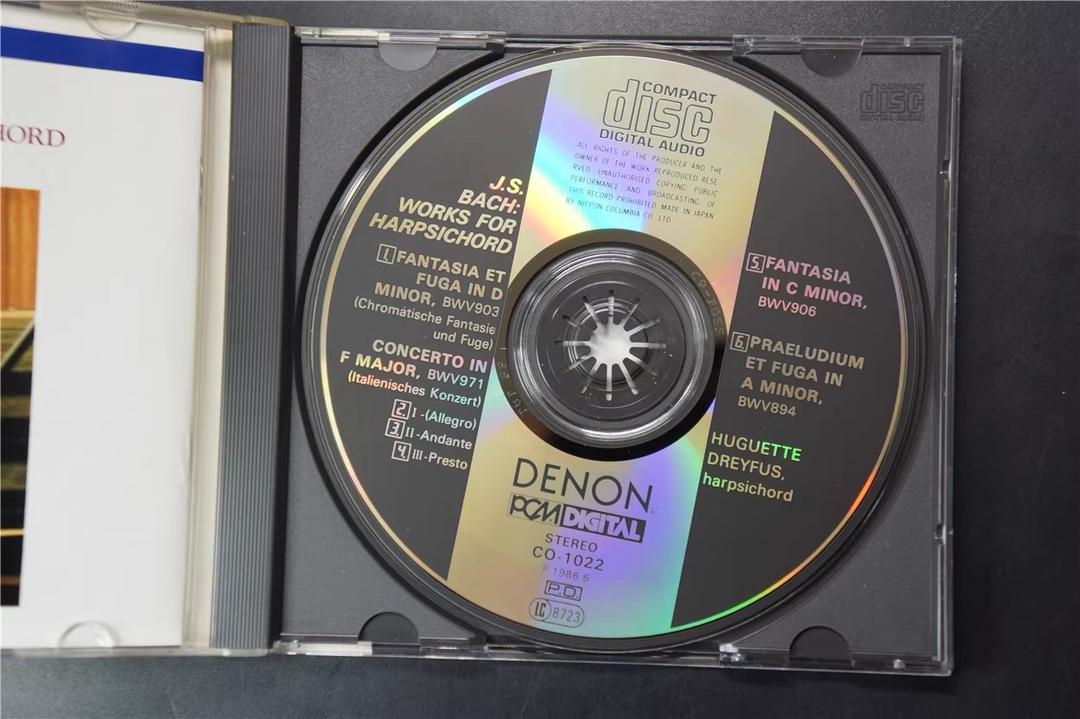 HORD
COMPACT
disc
DIGITAL AUDIO
COMPACT
disc
DIGITAL AUDIO
ALL RIGHTS OF THE PRODUCER AND THE
OWNER OF THE WORK REPRODUCED RESE
RVED UNAUTHORISED COPYING PUBLIC
PERFORMANCE AND BROADCASTING OF
THIS RECORD PROHIBITED MADE IN JAPAN
BY NIPPON COLUMBIA CO. LTD
J.S.
BACH:
WORKS FOR
HARPSICHORD
1. FANTASIA ET
FUGA IN D
MINOR, BWV903
(Chromatische Fantasie
und Fuge)
CONCERTO IN
F MAJOR, BWV971
(Italienisches Konzert)
2. I-(Allegro)
3. II-Andante
4. III-Presto
5. FANTASIA
IN C MINOR,
BWV906
6. PRAELUDIUM
ET FUGA IN
A MINOR,
BWV894
HUGUETTE
DREYFUS,
harpsichord
DENON
PCM DIGITAL
STEREO
CO-1022
P 1986.6
P.D.
LC 8723